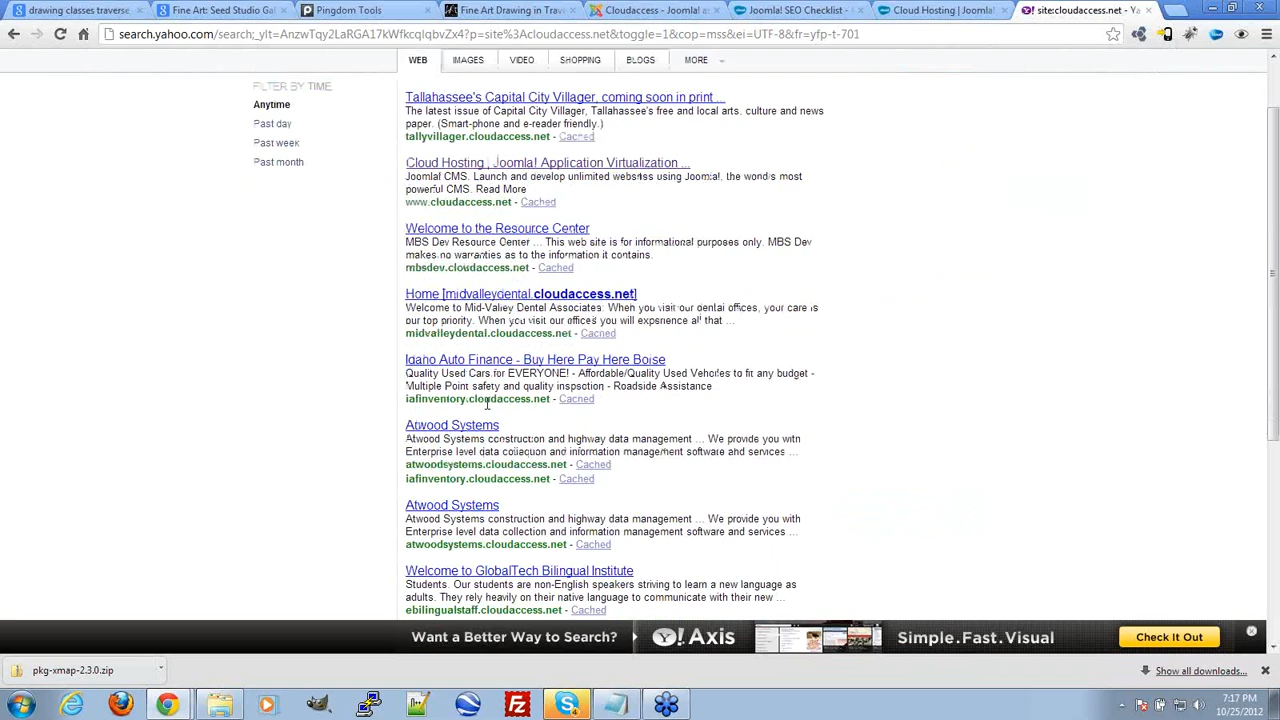 drawing classes traverse
Fine Art: Seed Studio Gal
Pingdom Tools
Fine Art Drawing in Trave
Cloudaccess - Joomla! as
Joomla! SEO Checklist -
Cloud Hosting | Joomla!
site:cloudaccess.net - Ya
search.yahoo.com/search;_ylt=AnzwTqy2LaRGA17kWfkcqIqbvZx4?p=site%3Acloudaccess.net&toggle=1&cop=mss&ei=UTF-8&fr=yfp-t-701
WEB IMAGES VIDEO SHOPPING BLOGS MORE
FILTER BY TIME
Anytime
Past day
Past week
Past month
Tallahassee's Capital City Villager, coming soon in print ...
The latest issue of Capital City Villager, Tallahassee's free and local arts, culture and news
paper. (Smart-phone and e-reader friendly.)
tallyvillager.cloudaccess.net - Cached
Cloud Hosting , Joomla! Application Virtualization ...
Joomla! CMS. Launch and develop unlimited using Joomla!, the most
powerful CMS. Read More
www.cloudaccess.net - Cached
Welcome to the Resource Center
MBS Dev Resource Center ... This web site is for informational purposes only. MBS Dev
makes no warranties as to the information it contains.
mbsdev.cloudaccess.net - Cached
Home [midvalleydental.cloudaccess.net]
Welcome to Mid-Valley Dental Associates. When you visit our dental offices, your care is
our top priority. When you visit our offices you will experience all that ...
midvalleydental.cloudaccess.net - Cached
Idaho Auto Finance - Buy Here Pay Here Boise
Quality Used Cars for EVERYONE! - Affordable/Quality Used Vehicles to fit any budget -
Multiple Point safety and quality inspection - Roadside Assistance
iafinventory.cloudaccess.net - Cached
Atwood Systems
Atwood Systems construction and highway data management ... We provide you with
Enterprise level data and information management software and services ...
atwoodsystems.cloudaccess.net - Cached
iafinventory.cloudaccess.net - Cached
Atwood Systems
Atwood Systems construction and highway data management ... We provide you with
Enterprise level data collection and information management software and services ...
atwoodsystems.cloudaccess.net - Cached
Welcome to GlobalTech Bilingual Institute
Students. Our students are non-English speakers striving to learn a new language as
adults. They rely heavily on their native language to communicate with their new ...
ebilingualstaff.cloudaccess.net - Cached
Want a Better Way to Search? Y! Axis Simple.Fast.Visual Check It Out
pkg-xmap-2.3.0.zip
Show all downloads...
7:17 PM
10/25/2012